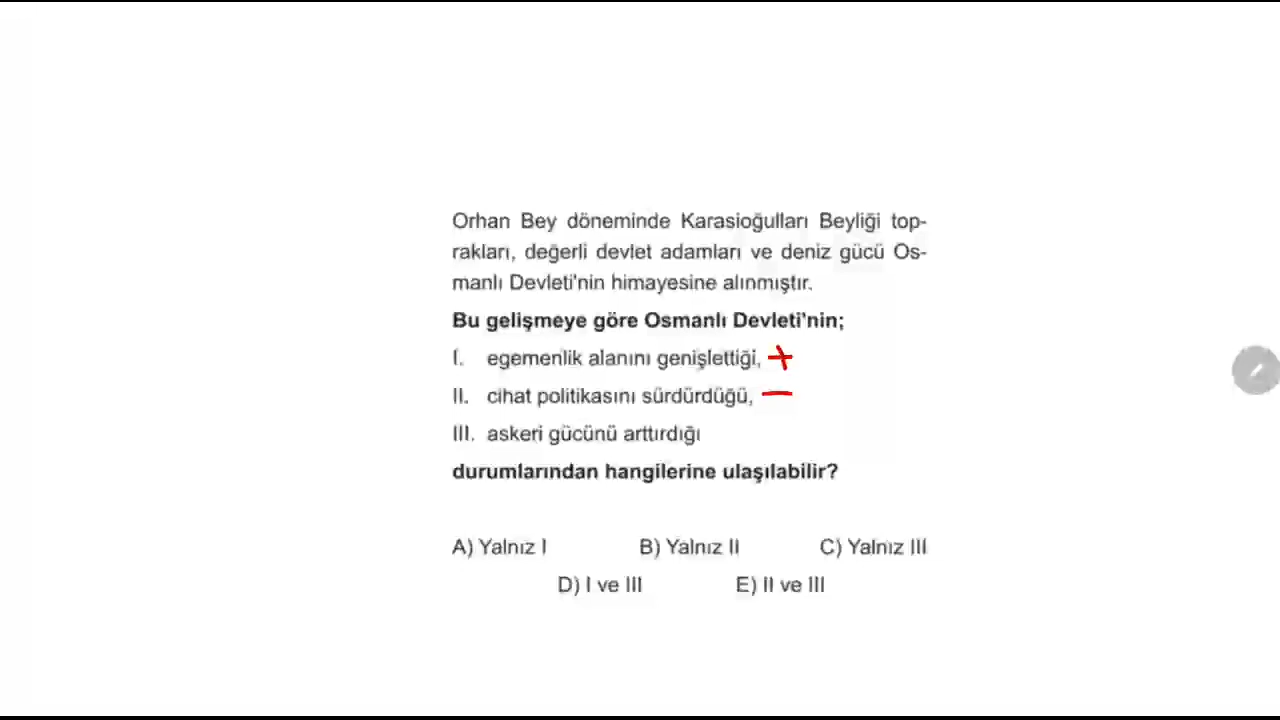 Orhan Bey döneminde Karasioğulları Beyliği top-
rakları, değerli devlet adamları ve deniz gücü Os-
manlı Devleti'nin himayesine alınmıştır.
Bu gelişmeye göre Osmanlı Devleti'nin;
I. egemenlik alanını genişlettiği, +
II. cihat politikasını sürdürdüğü, −
III. askeri gücünü arttırdığı
durumlarından hangilerine ulaşılabilir?
A) Yalnız I B) Yalnız II C) Yalnız III
D) I ve III E) II ve III